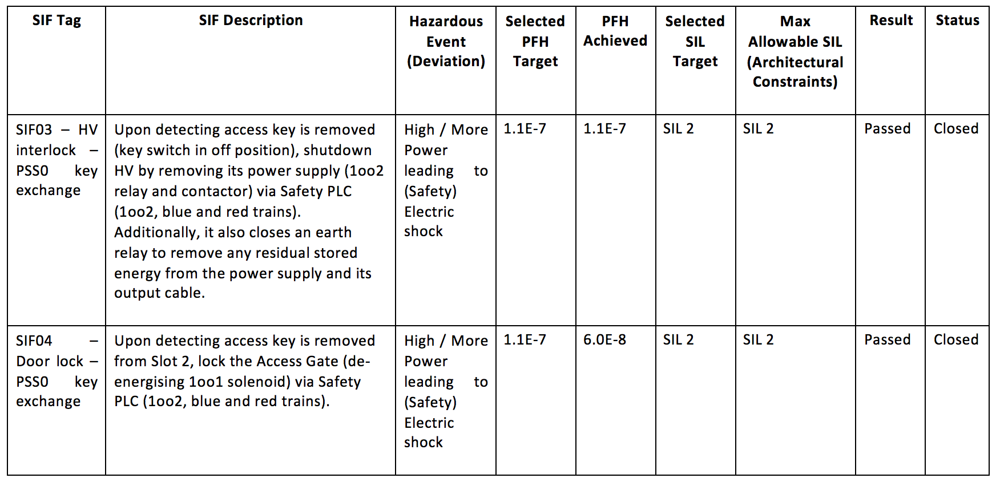 SIF Tag
SIF Description
Hazardous
Event
(Deviation)
Selected
PFH
Target
PFH
Achieved
Selected
SIL
Target
Max
Allowable SIL
(Architectural
Constraints)
Result
Status
SIF03 – HV
interlock –
PSS0 key
exchange
Upon detecting access key is removed
(key switch in off position), shutdown
HV by removing its power supply (1oo2
relay and contactor) via Safety PLC
(1oo2, blue and red trains).
Additionally, it also closes an earth
relay to remove any residual stored
energy from the power supply and its
output cable.
High / More
Power
leading to
(Safety)
Electric
shock
1.1E-7
1.1E-7
SIL 2
SIL 2
Passed
Closed
SIF04 –
Door lock –
PSS0 key
exchange
Upon detecting access key is removed
from Slot 2, lock the Access Gate (de-
energising 1oo1 solenoid) via Safety
PLC (1oo2, blue and red trains).
High / More
Power
leading to
(Safety)
Electric
shock
1.1E-7
6.0E-8
SIL 2
SIL 2
Passed
Closed